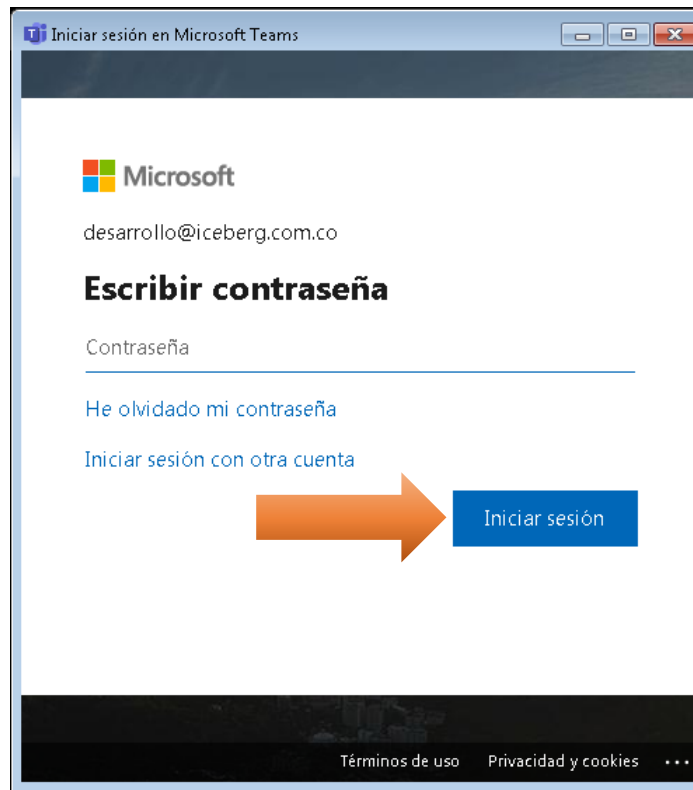 Iniciar sesión en Microsoft Teams
Microsoft
desarrollo@iceberg.com.co
Escribir contraseña
Contraseña
He olvidado mi contraseña
Iniciar sesión con otra cuenta
Iniciar sesión
Términos de uso Privacidad y cookies ...